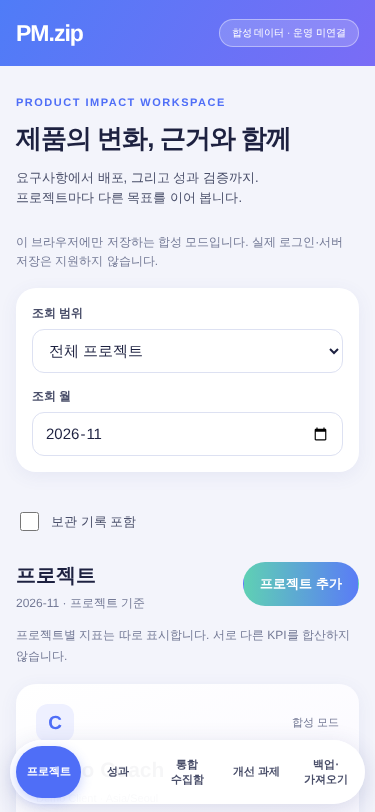 PM.zip
합성 데이터 · 운영 미연결
PRODUCT IMPACT WORKSPACE
제품의 변화, 근거와 함께
요구사항에서 배포, 그리고 성과 검증까지.
프로젝트마다 다른 목표를 이어 봅니다.
이 브라우저에만 저장하는 합성 모드입니다. 실제 로그인·서버
저장은 지원하지 않습니다.
조회 범위
전체 프로젝트
조회 월
2026-11
보관 기록 포함
프로젝트
프로젝트 추가
2026-11 · 프로젝트 기준
프로젝트별 지표는 따로 표시합니다. 서로 다른 KPI를 합산하지
않습니다.
C
합성 모드
프로젝트
성과
통합
수집함
개선 과제
백업·
가져오기